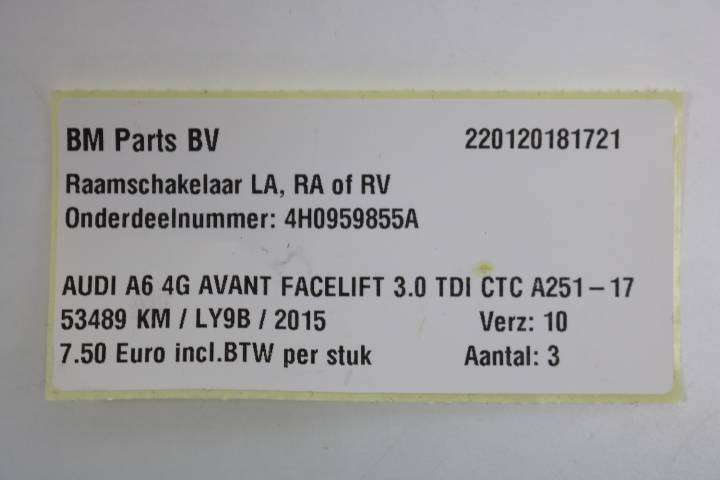 BM Parts BV 220120181721
Raamschakelaar LA, RA of RV
Onderdeelnummer: 4H0959855A
AUDI A6 4G AVANT FACELIFT 3.0 TDI CTC A251-17
53489 KM / LY9B / 2015 Verz: 10
7.50 Euro incl.BTW per stuk Aantal: 3